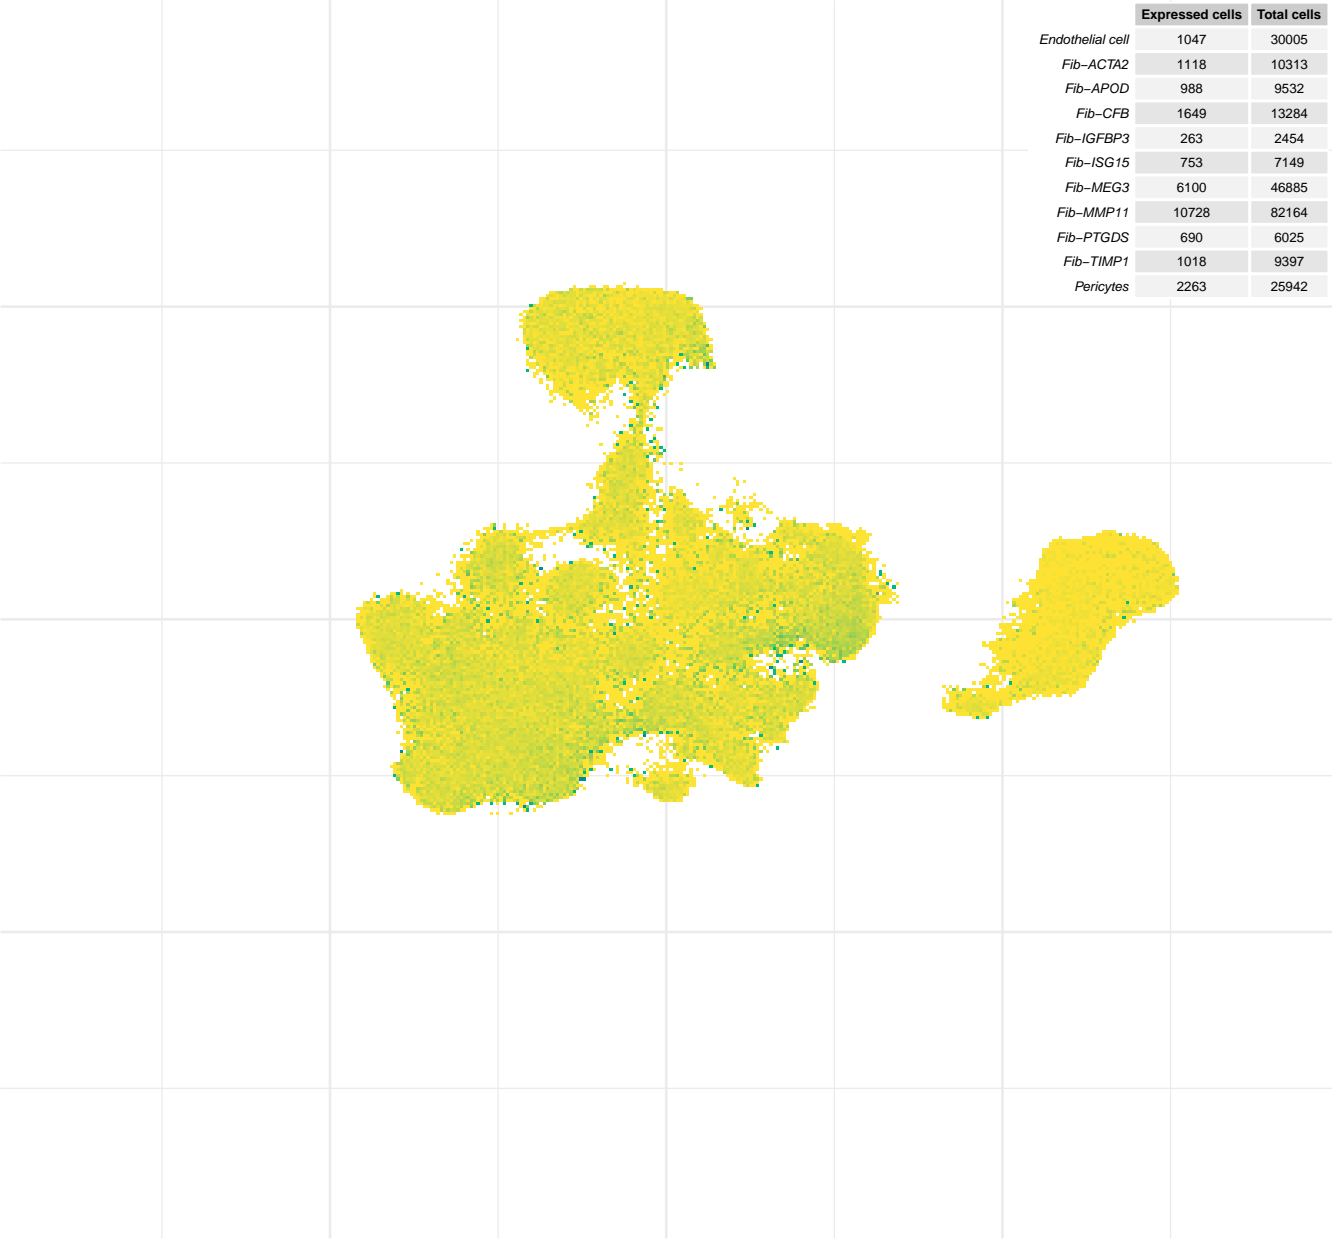 Expressed cells Total cells
Endothelial cell 1047 30005
Fib−ACTA2 1118 10313
Fib−APOD 988 9532
Fib−CFB 1649 13284
Fib−IGFBP3 263 2454
Fib−ISG15 753 7149
Fib−MEG3 6100 46885
Fib−MMP11 10728 82164
Fib−PTGDS 690 6025
Fib−TIMP1 1018 9397
Pericytes 2263 25942